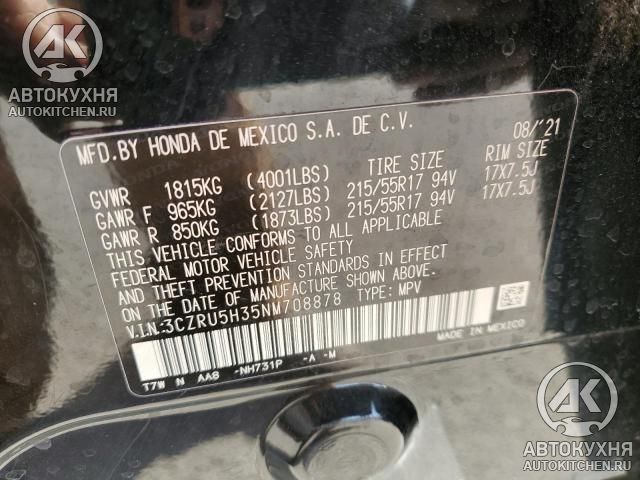 AK
АВТОКУХНЯ
AUTOKITCHEN.RU
MFD.BY HONDA DE MEXICO S.A. DE C.V. 08/'21
GVWR 1815KG (4001LBS) TIRE SIZE RIM SIZE
GAWR F 965KG (2127LBS) 215/55R17 94V 17X7.5J
GAWR R 850KG (1873LBS) 215/55R17 94V 17X7.5J
THIS VEHICLE CONFORMS TO ALL APPLICABLE
FEDERAL MOTOR VEHICLE SAFETY
AND THEFT PREVENTION STANDARDS IN EFFECT
ON THE DATE OF MANUFACTURE SHOWN ABOVE.
V.I.N:3CZRU5H35NM708878 TYPE: MPV
MADE IN MEXICO
T7W N AA8 -NH731P -A -M
AK
АВТОКУХНЯ
AUTOKITCHEN.RU